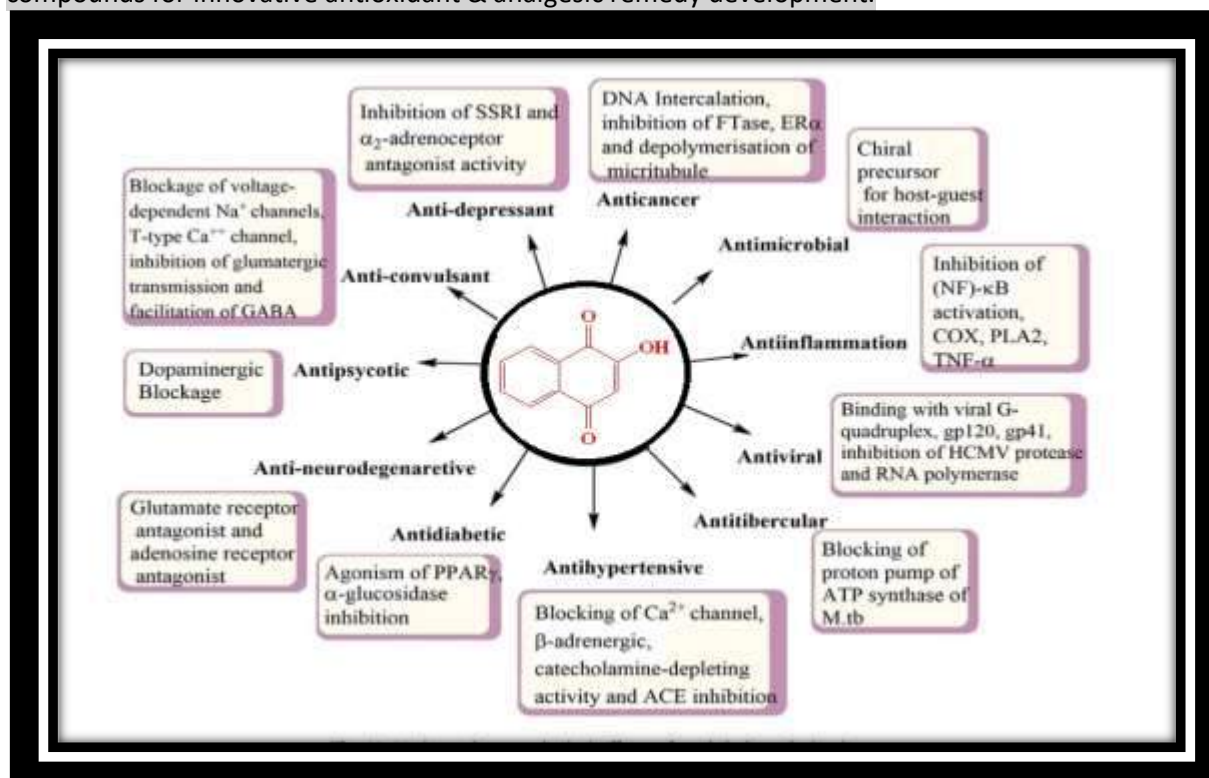 compounds for innovative antioxidant & analgesic remedy development.
Inhibition of SSRI and
α₂-adrenoceptor
antagonist activity
Anti-depressant
DNA Intercalation,
inhibition of FTase, ERα
and depolymerisation of
micritubule
Anticancer
Chiral
precursor
for host-guest
interaction
Antimicrobial
Blockage of voltage-
dependent Na⁺ channels,
T-type Ca⁺⁺ channel,
inhibition of glumatergic
transmission and
facilitation of GABA
Anti-convulsant
Inhibition of
(NF)-κB
activation,
COX, PLA2,
TNF-α
Antiinflammation
O
OH
O
Dopaminergic
Blockage
Antipsycotic
Binding with viral G-
quadruplex, gp120, gp41,
inhibition of HCMV protease
and RNA polymerase
Antiviral
Anti-neurodegenaretive
Glutamate receptor
antagonist and
adenosine receptor
antagonist
Antidiabetic
Agonism of PPARγ,
α-glucosidase
inhibition
Antihypertensive
Blocking of Ca²⁺ channel,
β-adrenergic,
catecholamine-depleting
activity and ACE inhibition
Antitibercular
Blocking of
proton pump of
ATP synthase of
M.tb